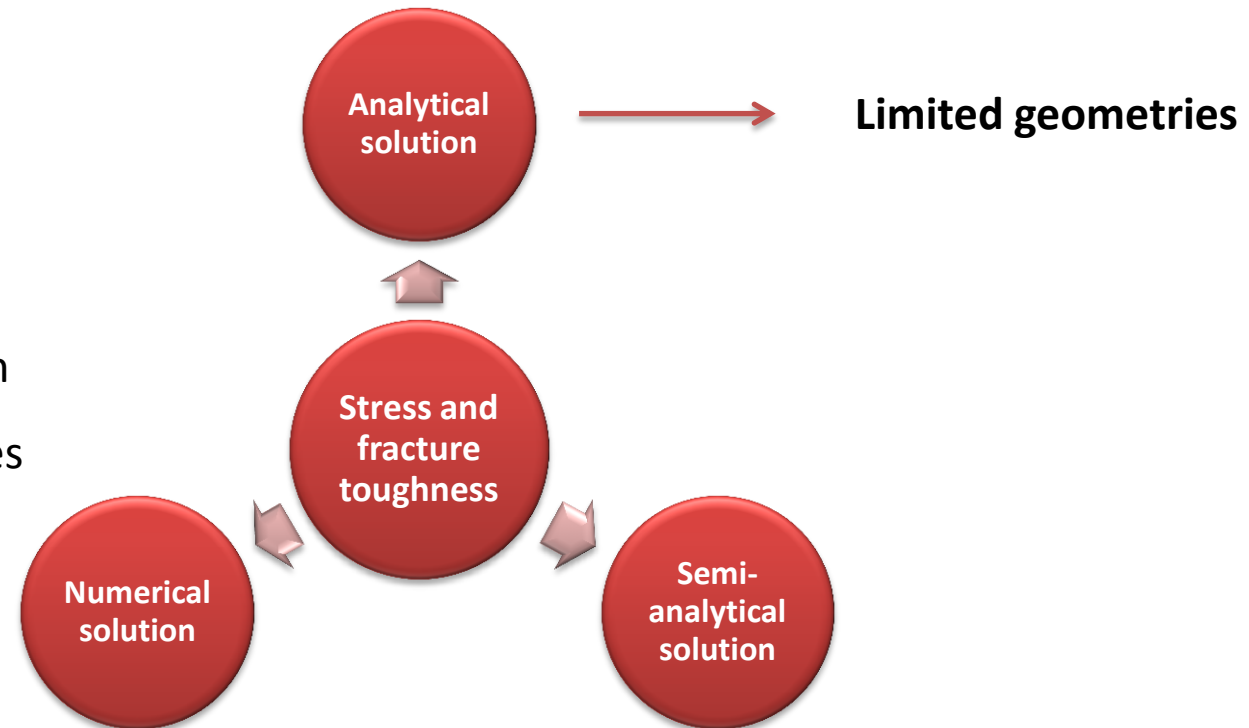 Analytical
solution
Limited geometries
Stress and
fracture
toughness
Numerical
solution
Semi-
analytical
solution